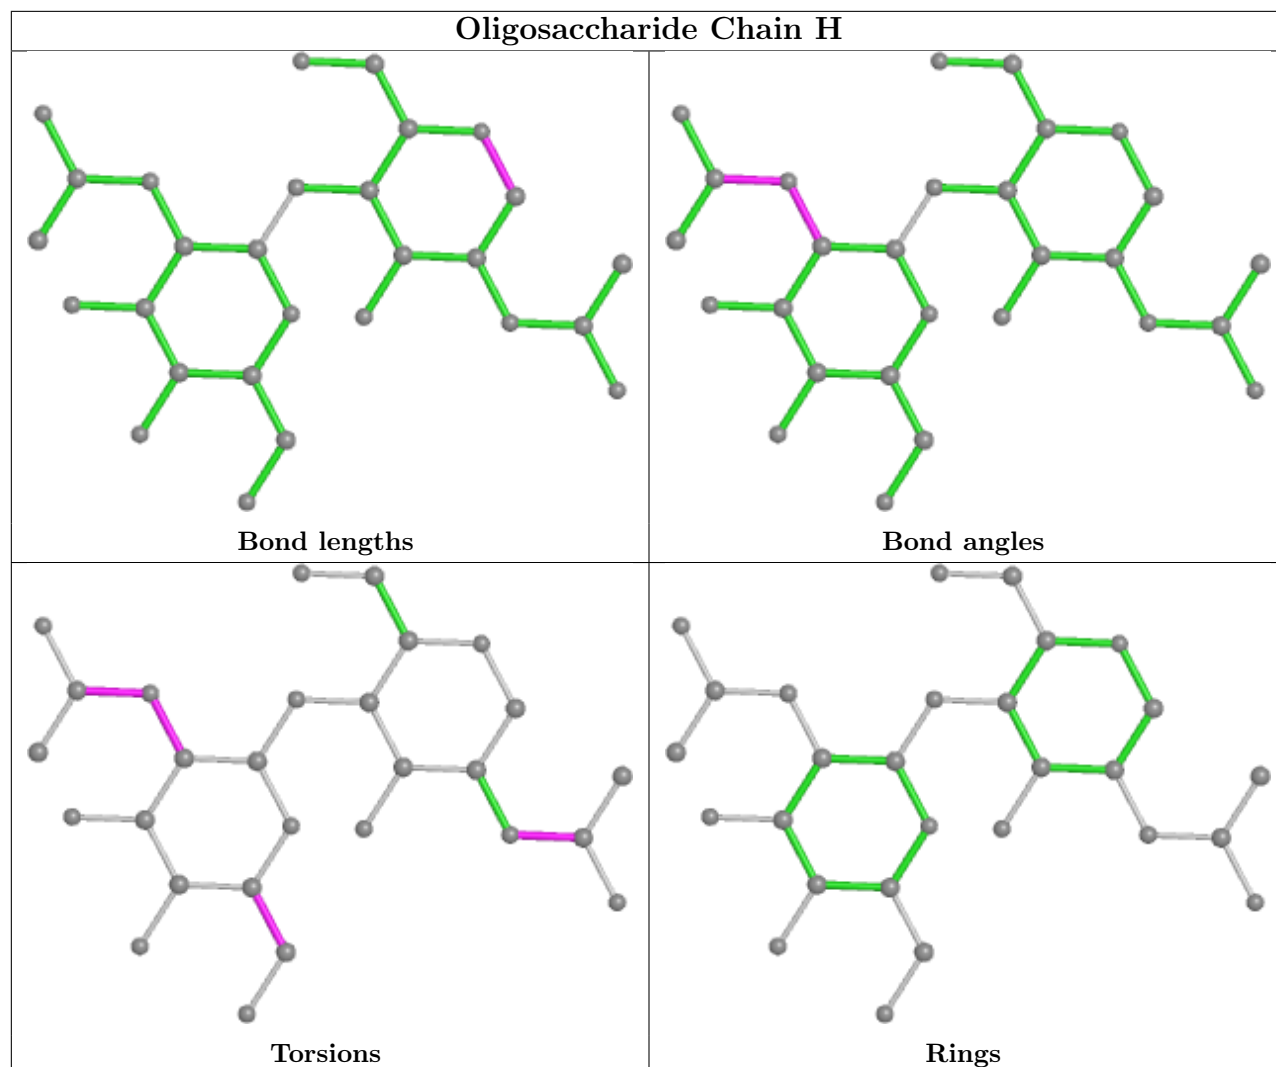 Oligosaccharide Chain H
Bond lengths
Bond angles
Torsions
Rings